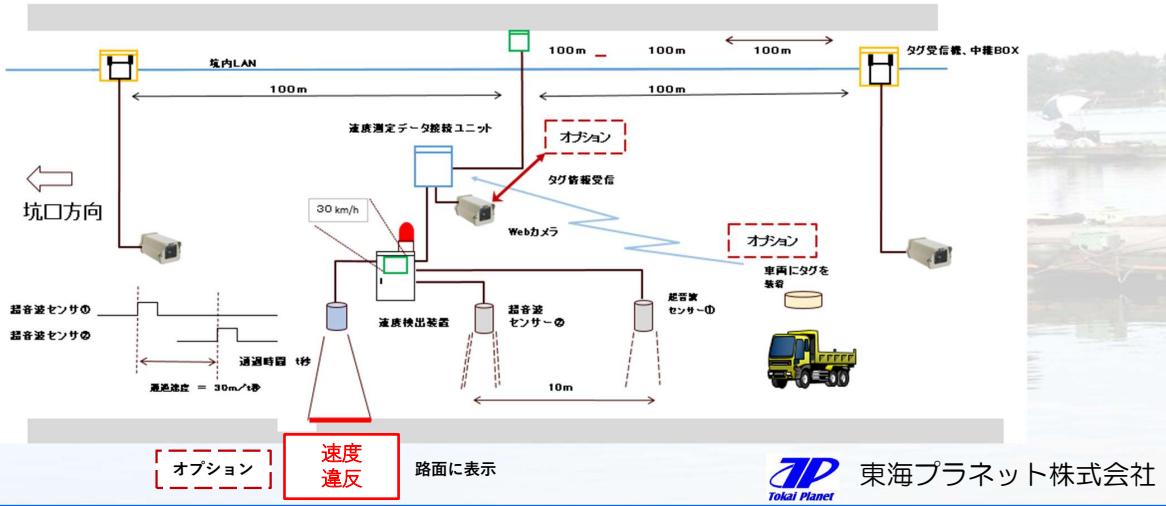 100m
100m
100m
タグ受信機、中継BOX
坑内LAN
100m
100m
速度測定データ接続ユニット
オプション
タグ情報受信
坑口方向
30 km/h
Webカメラ
オプション
車両にタグを
装着
超音波センサ①
超音波センサ②
速度検出装置
超音波
センサー②
超音波
センサー①
通過時間 t秒
通過速度 = 30m/t秒
10m
オプション
速度
違反
路面に表示
TP
Tokai Planet
東海プラネット株式会社